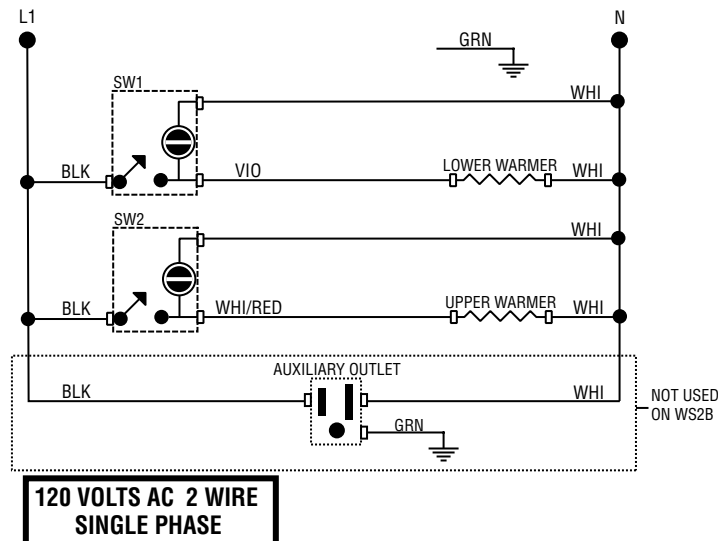 L1
N
GRN
SW1
WHI
BLK
VIO
LOWER WARMER
WHI
SW2
WHI
BLK
WHI/RED
UPPER WARMER
WHI
AUXILIARY OUTLET
BLK
WHI
NOT USED
ON WS2B
GRN
120 VOLTS AC 2 WIRE
SINGLE PHASE